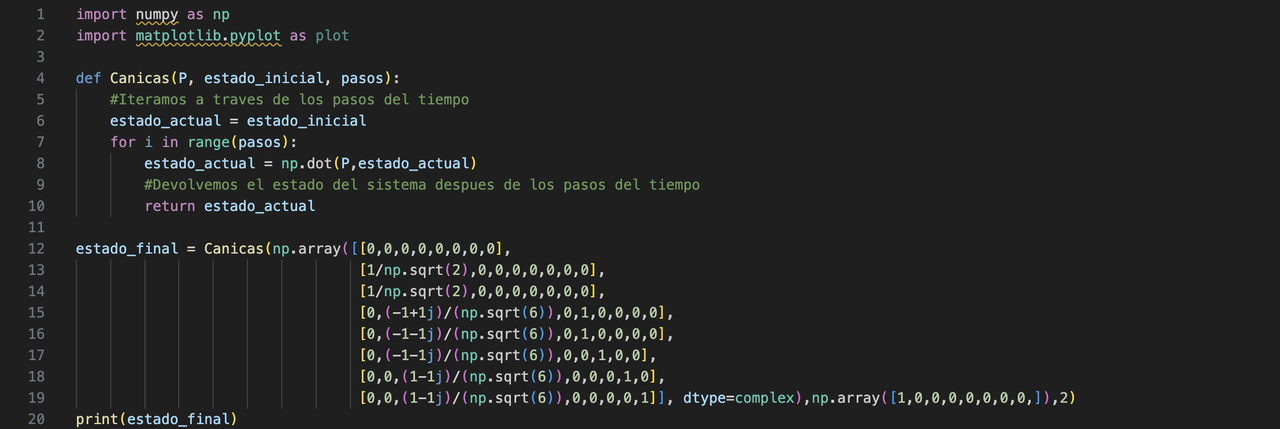 1 import numpy as np
2 import matplotlib.pyplot as plot
3
4 def Canicas(P, estado_inicial, pasos):
5     #Iteramos a traves de los pasos del tiempo
6     estado_actual = estado_inicial
7     for i in range(pasos):
8         estado_actual = np.dot(P,estado_actual)
9         #Devolvemos el estado del sistema despues de los pasos del tiempo
10         return estado_actual
11
12 estado_final = Canicas(np.array([[0,0,0,0,0,0,0,0],
13                                  [1/np.sqrt(2),0,0,0,0,0,0,0],
14                                  [1/np.sqrt(2),0,0,0,0,0,0,0],
15                                  [0,(-1+1j)/(np.sqrt(6)),0,1,0,0,0,0],
16                                  [0,(-1-1j)/(np.sqrt(6)),0,1,0,0,0,0],
17                                  [0,(-1-1j)/(np.sqrt(6)),0,0,1,0,0],
18                                  [0,0,(1-1j)/(np.sqrt(6)),0,0,0,1,0],
19                                  [0,0,(1-1j)/(np.sqrt(6)),0,0,0,0,1]], dtype=complex),np.array([1,0,0,0,0,0,0,0,]),2)
20 print(estado_final)